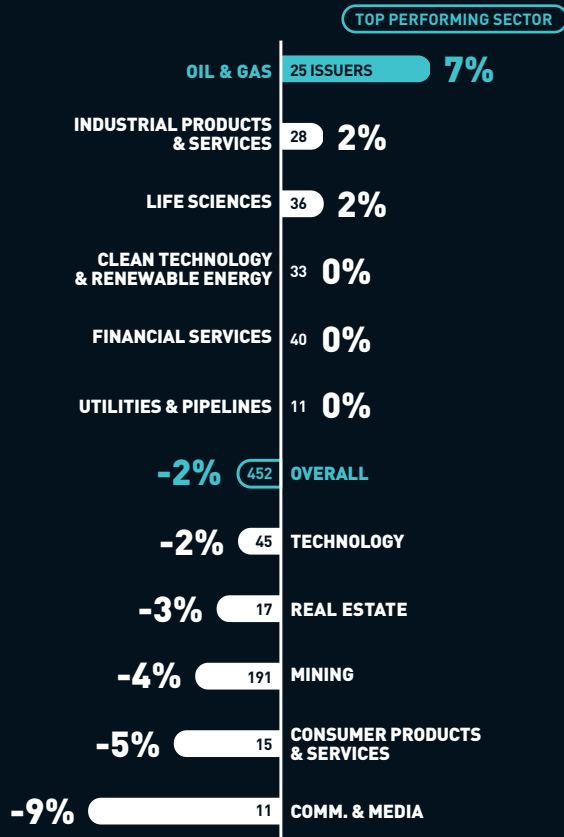 TOP PERFORMING SECTOR
OIL & GAS 25 ISSUERS 7%
INDUSTRIAL PRODUCTS
& SERVICES 28 2%
LIFE SCIENCES 36 2%
CLEAN TECHNOLOGY
& RENEWABLE ENERGY 33 0%
FINANCIAL SERVICES 40 0%
UTILITIES & PIPELINES 11 0%
-2% 452 OVERALL
-2% 45 TECHNOLOGY
-3% 17 REAL ESTATE
-4% 191 MINING
-5% 15 CONSUMER PRODUCTS
& SERVICES
-9% 11 COMM. & MEDIA